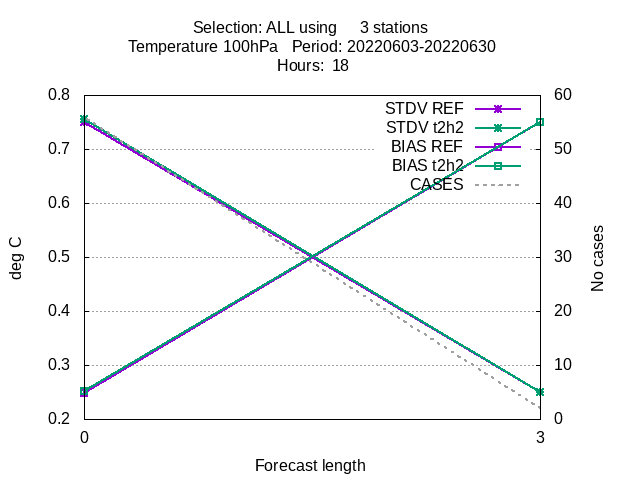 Selection: ALL using 3 stations
Temperature 100hPa Period: 20220603-20220630
Hours: 18
0.8
0.7
0.6
0.5
0.4
0.3
0.2
deg C
STDV REF
STDV t2h2
BIAS REF
BIAS t2h2
CASES
60
50
40
30
20
10
0
No cases
0
3
Forecast length